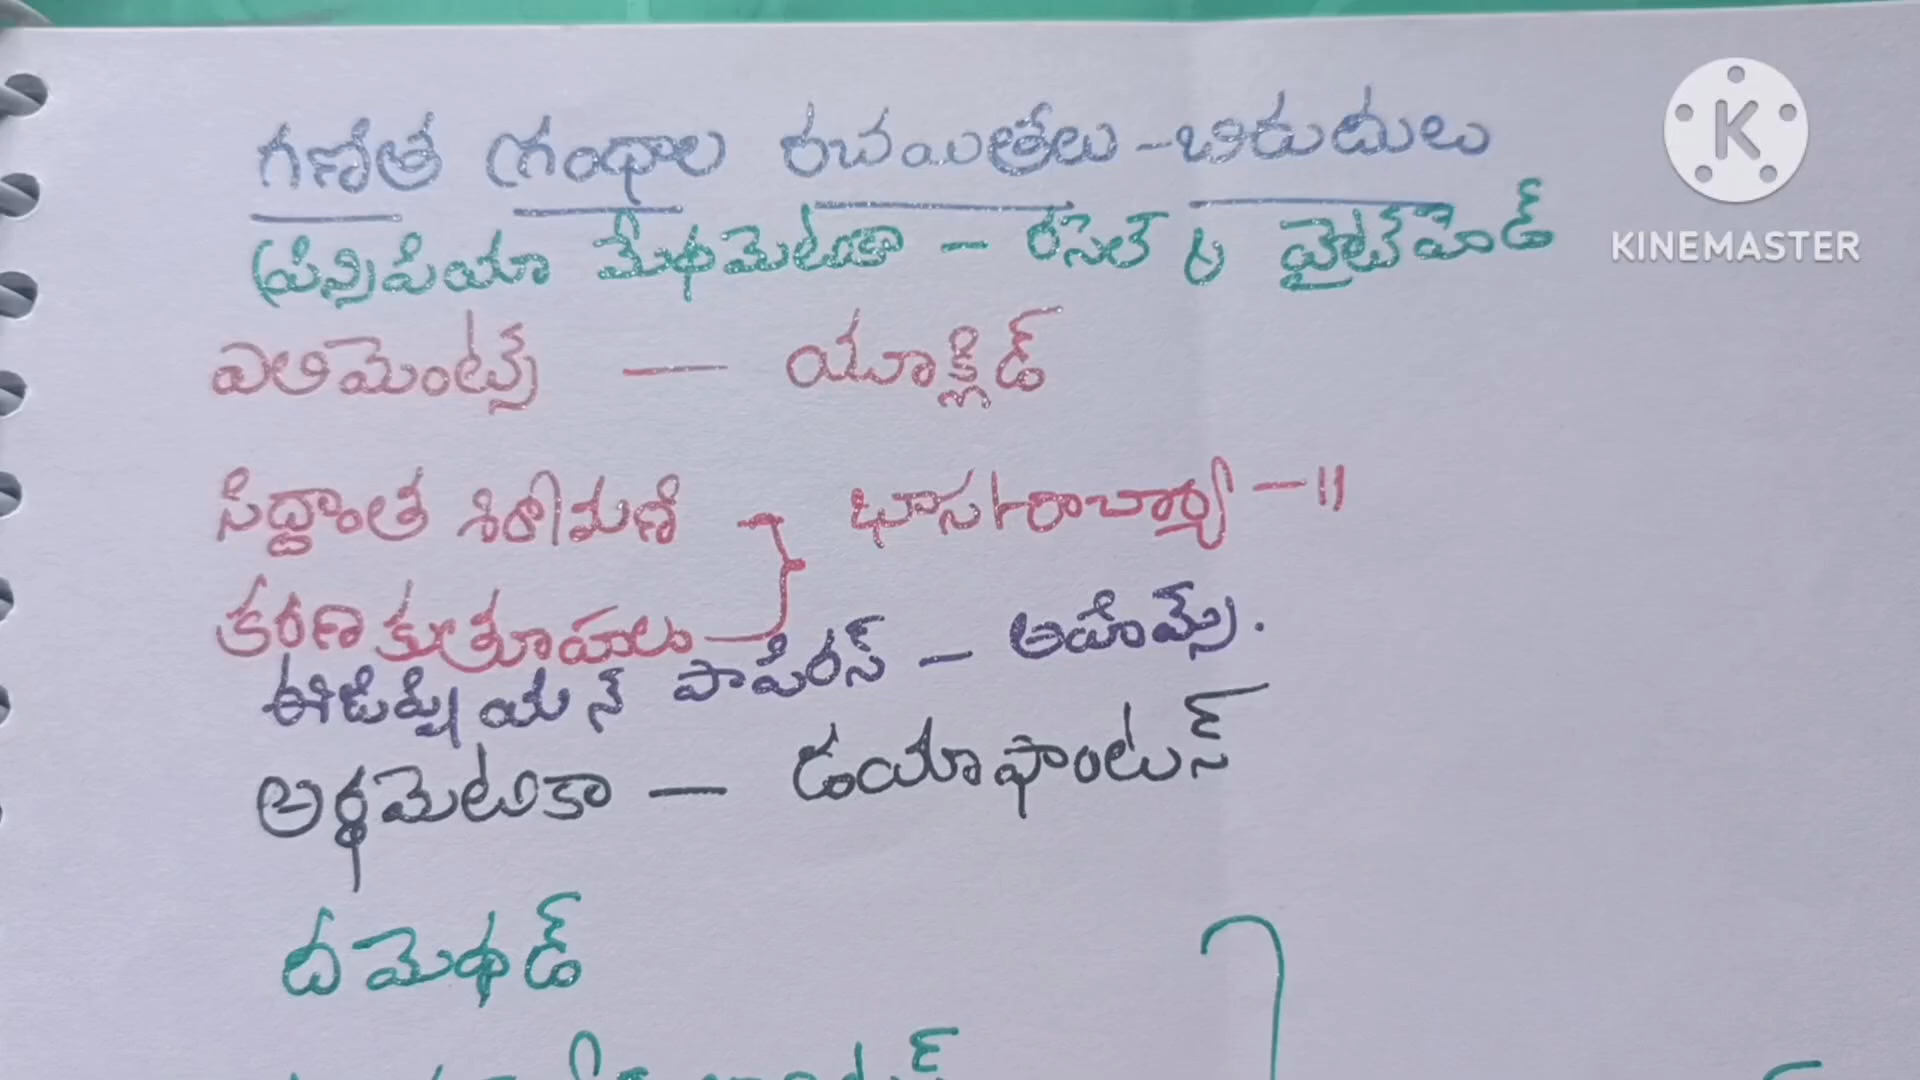 గణిత గ్రంథాల రచయితలు - బిరుదులు
ప్రిన్సిపియా మేథమెటికా - రసెల్ & వైట్‌హెడ్
ఎలిమెంట్స్ - యూక్లిడ్
సిద్ధాంత శిరోమణి
భాస్కరాచార్య - II
కరణ కుతూహలం
ఈజిప్షియన్ పాపిరస్ - అహ్మేస్.
అర్థమెటికా - డయాఫాంటస్
ది మెథడ్
KINEMASTER